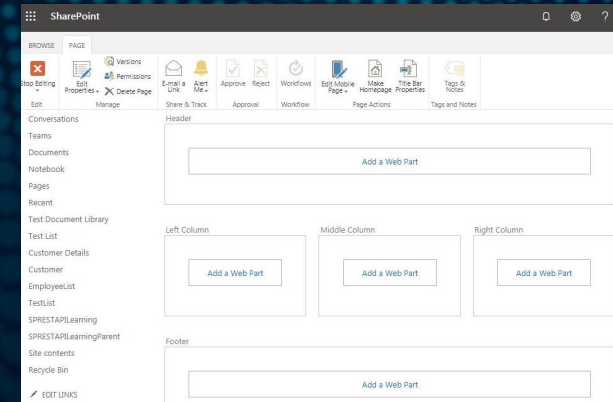 SharePoint
?
BROWSE PAGE
Stop Editing
Edit Properties
Versions
Permissions
Delete Page
E-mail a Link
Alert Me
Approve Reject
Workflows
Edit Mobile Page
Make Homepage
Title Bar Properties
Tags & Notes
Edit Manage Share & Track Approval Workflow Page Actions Tags and Notes
Conversations
Teams
Documents
Notebook
Pages
Recent
Test Document Library
Test List
Customer Details
Customer
EmployeeList
TestList
SPRESTAPILearning
SPRESTAPILearningParent
Site contents
Recycle Bin
EDIT LINKS
Header
Add a Web Part
Left Column Middle Column Right Column
Add a Web Part Add a Web Part Add a Web Part
Footer
Add a Web Part